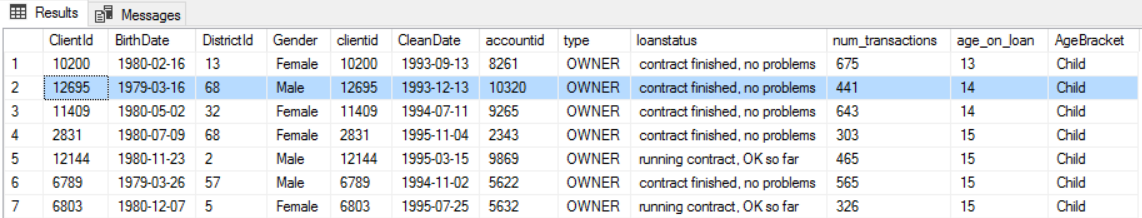 Results Messages
ClientId BirthDate DistrictId Gender clientid CleanDate accountid type loanstatus num_transactions age_on_loan AgeBracket
1 10200 1980-02-16 13 Female 10200 1993-09-13 8261 OWNER contract finished, no problems 675 13 Child
2 12695 1979-03-16 68 Male 12695 1993-12-13 10320 OWNER contract finished, no problems 441 14 Child
3 11409 1980-05-02 32 Female 11409 1994-07-11 9265 OWNER contract finished, no problems 643 14 Child
4 2831 1980-07-09 68 Female 2831 1995-11-04 2343 OWNER contract finished, no problems 303 15 Child
5 12144 1980-11-23 2 Male 12144 1995-03-15 9869 OWNER running contract, OK so far 465 15 Child
6 6789 1979-03-26 57 Male 6789 1994-11-02 5622 OWNER contract finished, no problems 565 15 Child
7 6803 1980-12-07 5 Female 6803 1995-07-25 5632 OWNER running contract, OK so far 326 15 Child